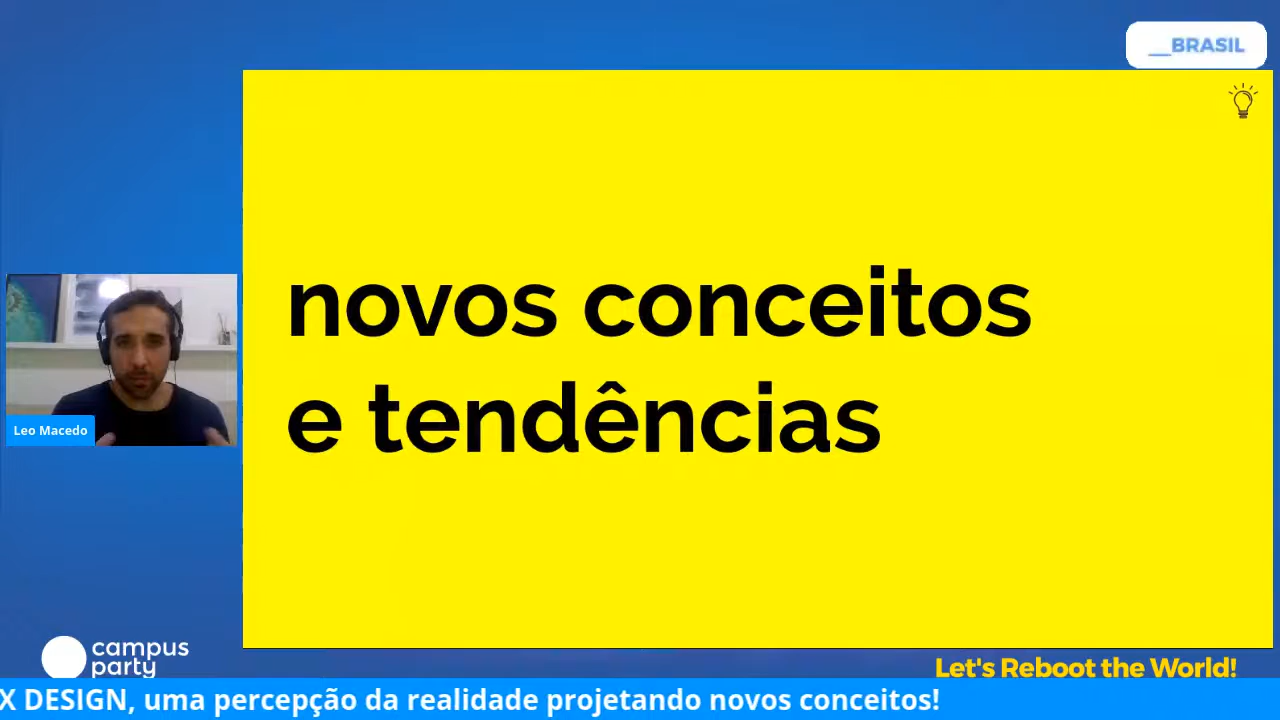 __BRASIL
novos conceitos
e tendências
Leo Macedo
campus
party
Let's Reboot the World!
X DESIGN, uma percepção da realidade projetando novos conceitos!